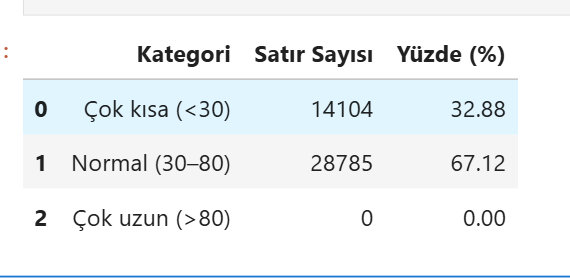 :
Kategori Satır Sayısı Yüzde (%)
0 Çok kısa (<30) 14104 32.88
1 Normal (30–80) 28785 67.12
2 Çok uzun (>80) 0 0.00